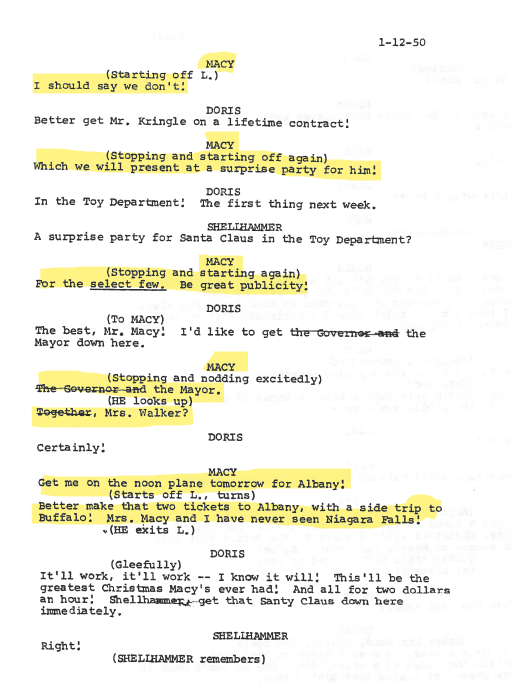 1-12-50
MACY
(Starting off L.)
I should say we don't!
DORIS
Better get Mr. Kringle on a lifetime contract!
MACY
(Stopping and starting off again)
Which we will present at a surprise party for him!
DORIS
In the Toy Department! The first thing next week.
SHELLHAMMER
A surprise party for Santa Claus in the Toy Department?
MACY
(Stopping and starting again)
For the select few. Be great publicity!
DORIS
(To MACY)
The best, Mr. Macy! I'd like to get the Governor and the
Mayor down here.
MACY
(Stopping and nodding excitedly)
The Governor and the Mayor.
(HE looks up)
Together, Mrs. Walker?
DORIS
Certainly!
MACY
Get me on the noon plane tomorrow for Albany!
(Starts off L., turns)
Better make that two tickets to Albany, with a side trip to
Buffalo! Mrs. Macy and I have never seen Niagara Falls!
(HE exits L.)
DORIS
(Gleefully)
It'll work, it'll work -- I know it will! This'll be the
greatest Christmas Macy's ever had! And all for two dollars
an hour! Shellhammer, get that Santy Claus down here
immediately.
SHELLHAMMER
Right!
(SHELLHAMMER remembers)